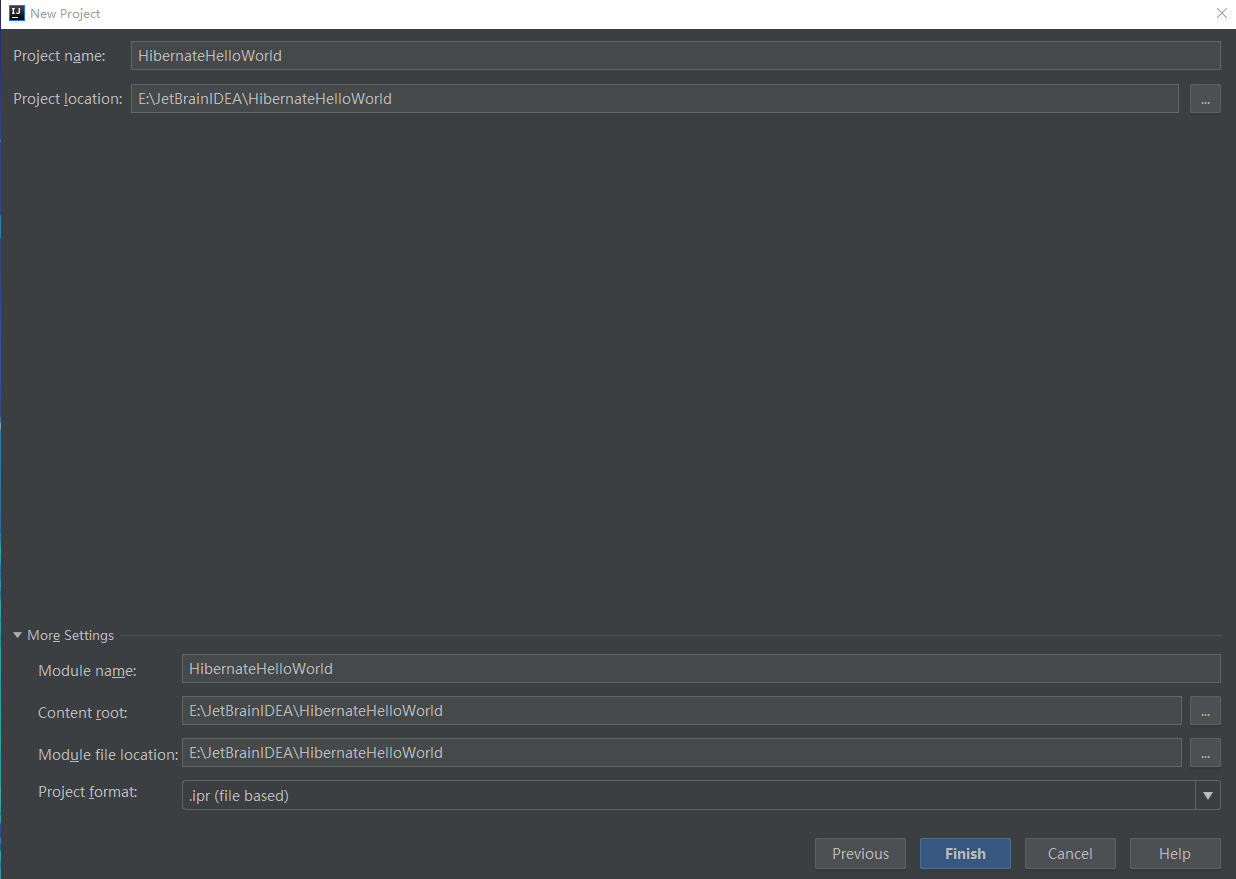 IJ New Project
Project name: HibernateHelloWorld
Project location: E:\JetBrainIDEA\HibernateHelloWorld ...
More Settings
Module name: HibernateHelloWorld
Content root: E:\JetBrainIDEA\HibernateHelloWorld ...
Module file location: E:\JetBrainIDEA\HibernateHelloWorld ...
Project format: .ipr (file based)
Previous Finish Cancel Help